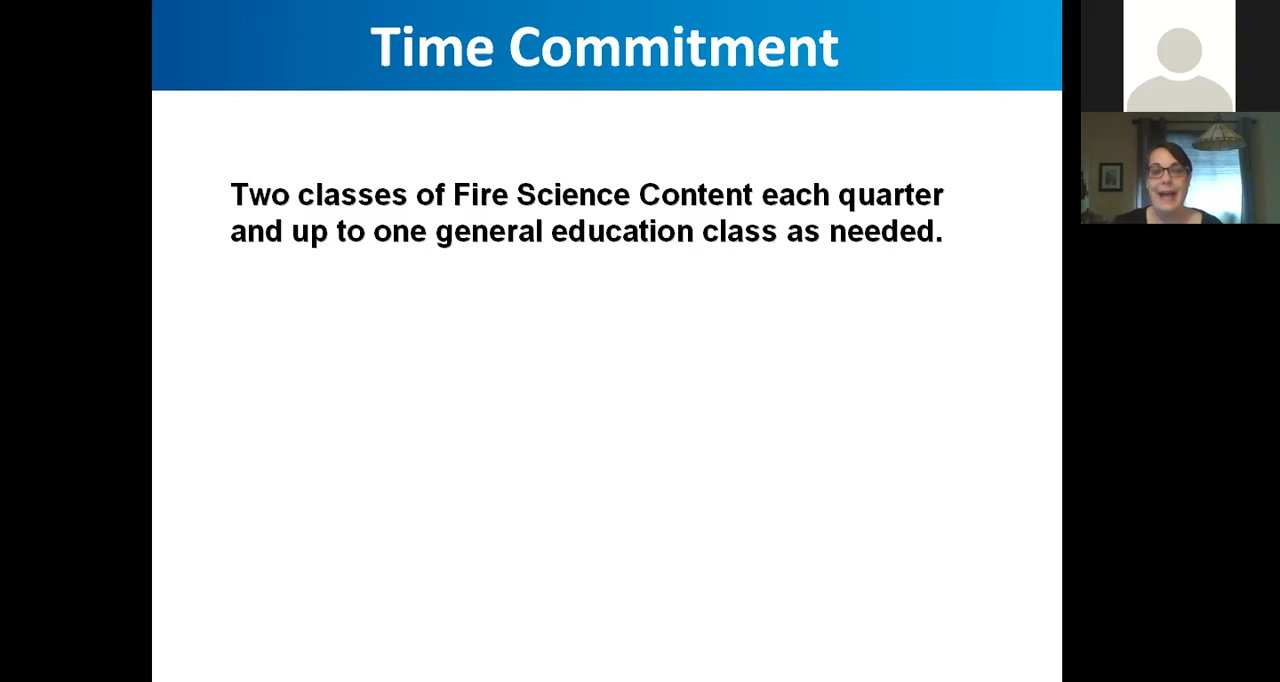 Time Commitment
Two classes of Fire Science Content each quarter
and up to one general education class as needed.